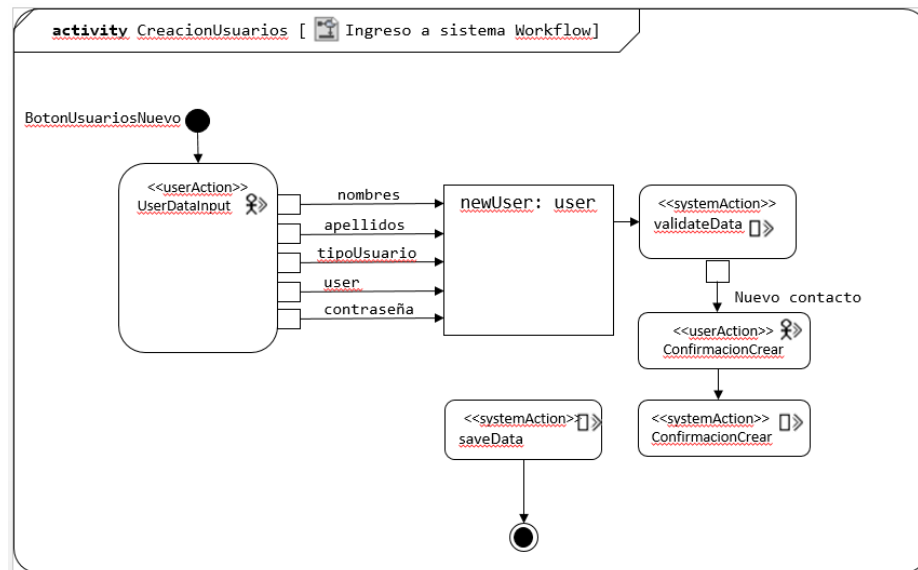 activity CreacionUsuarios [ Ingreso a sistema Workflow]
BotonUsuariosNuevo
<<userAction>>
UserDataInput
nombres
apellidos
tipoUsuario
user
contraseña
newUser: user
<<systemAction>>
validateData
Nuevo contacto
<<userAction>>
ConfirmacionCrear
<<systemAction>>
ConfirmacionCrear
<<systemAction>>
saveData